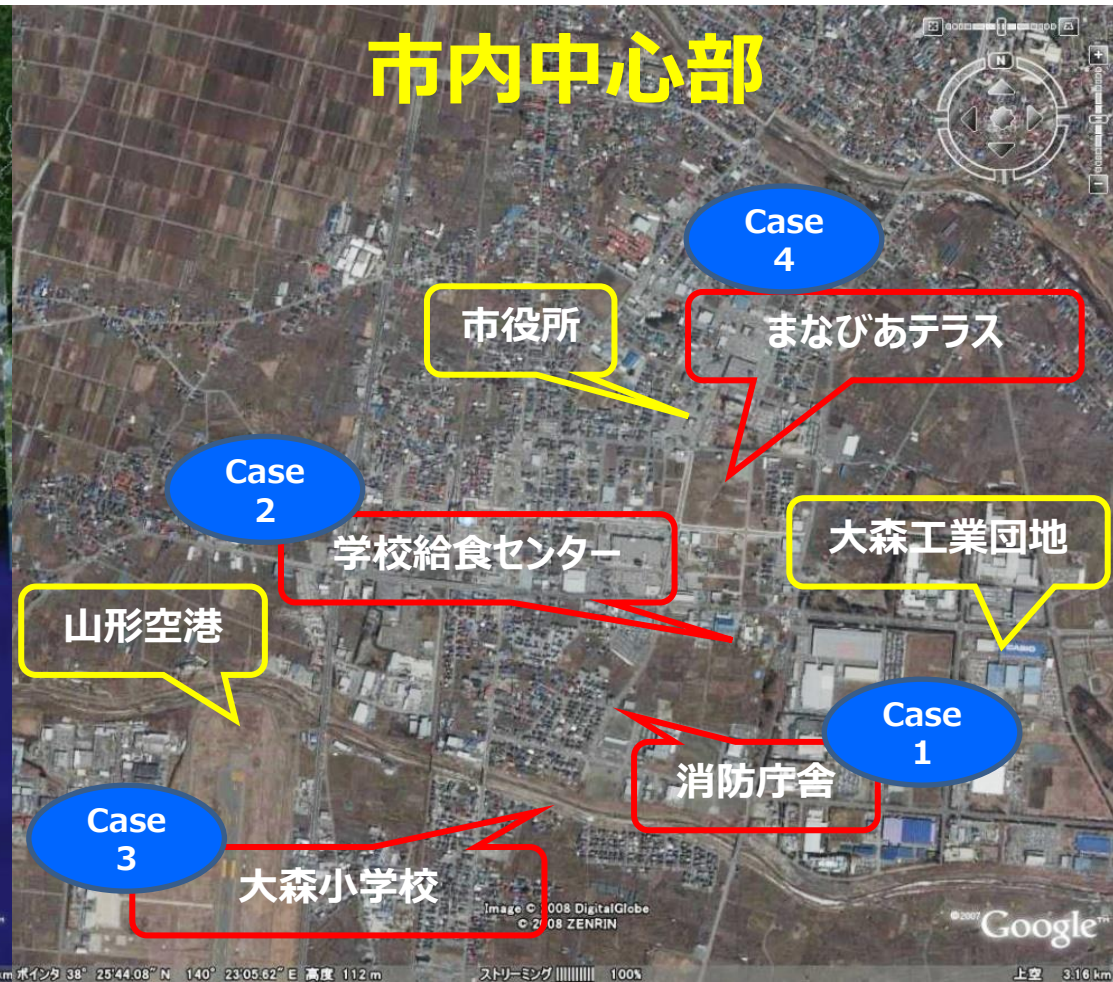 市内中心部
N
Case
4
市役所
まなびあテラス
Case
2
学校給食センター
大森工業団地
山形空港
CASIO
Case
1
消防庁舎
Case
3
大森小学校
Image © 2008 DigitalGlobe
© 2008 ZENRIN
©2007 Google™
km ポインタ 38° 25'44.08" N 140° 23'05.62" E 高度 112 m ストリーミング |||||||||| 100% 上空 3.16 km